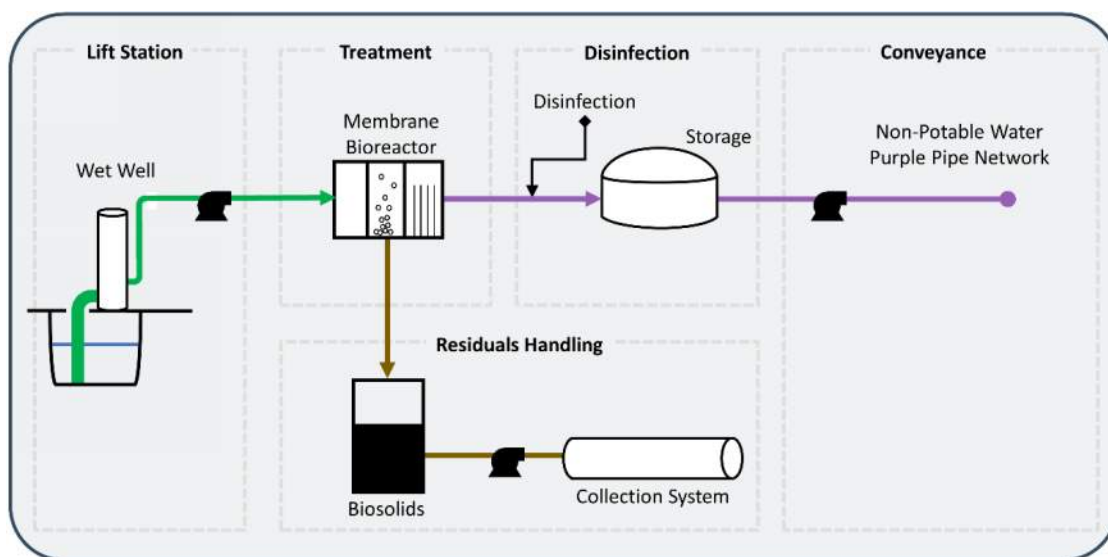 Lift Station
Treatment
Disinfection
Conveyance
Wet Well
Membrane
Bioreactor
Disinfection
Storage
Non-Potable Water
Purple Pipe Network
Residuals Handling
Biosolids
Collection System